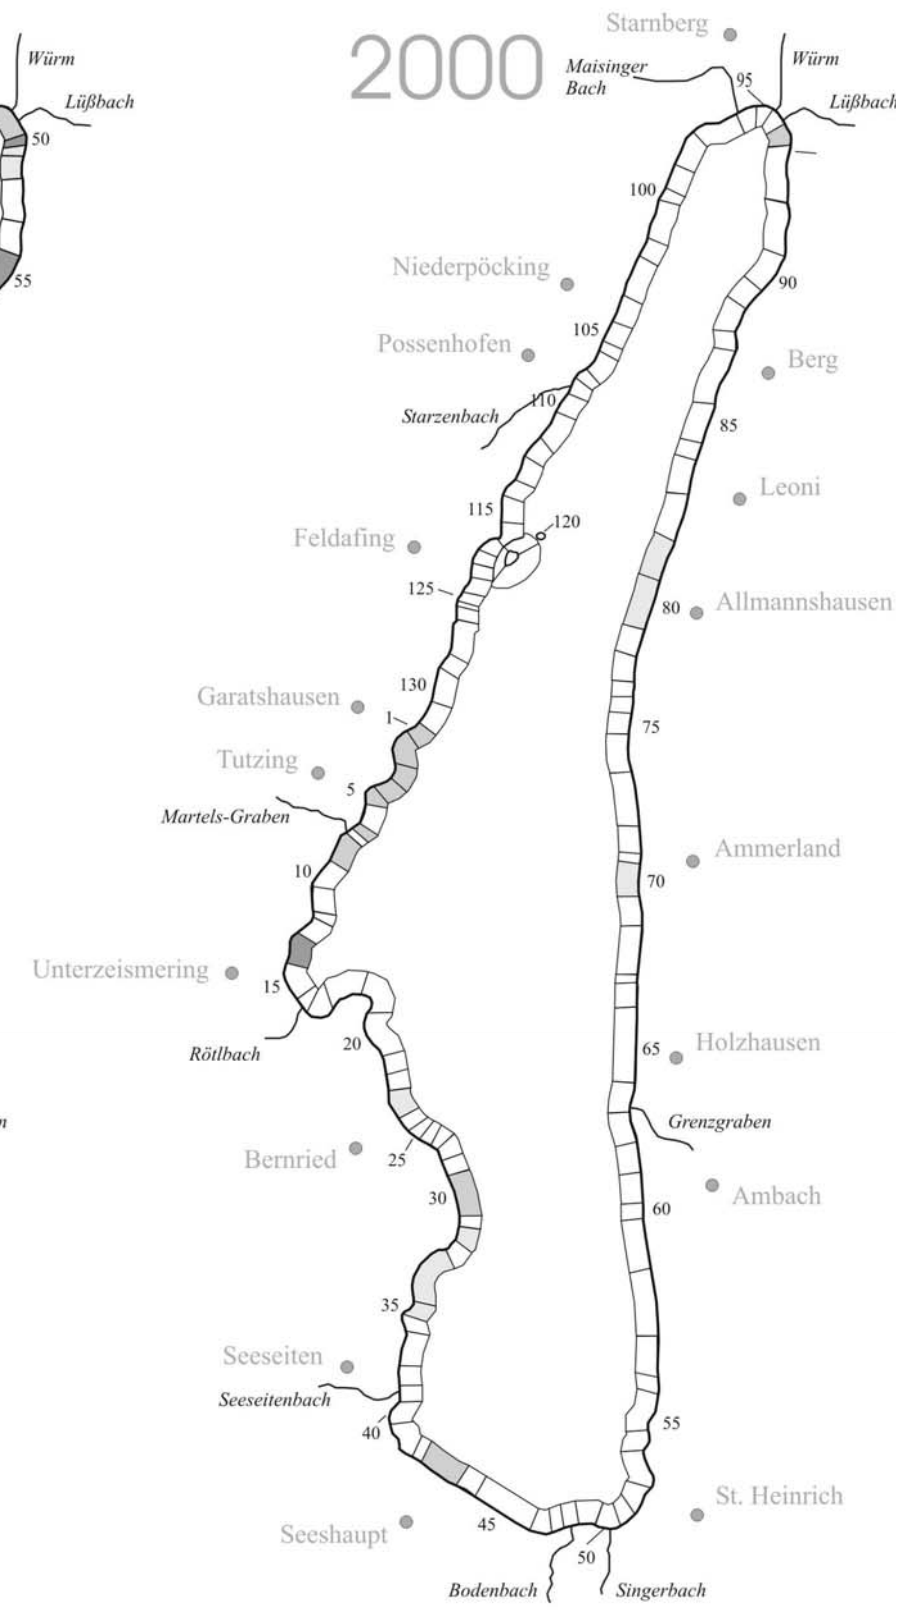 2000
Starnberg
Würm
Maisinger
Bach
95
Würm
Lüßbach
Lüßbach
50
100
Niederpöcking
55
90
105
Possenhofen
Berg
110
Starzenbach
85
Leoni
115
120
Feldafing
125
80
Allmannshausen
130
Garatshausen
1
75
Tutzing
5
Martels-Graben
Ammerland
10
70
Unterzeismering
15
20
Rötlbach
65
Holzhausen
n
Grenzgraben
25
Bernried
30
Ambach
60
35
Seeseiten
Seeseitenbach
40
55
St. Heinrich
45
Seeshaupt
50
Bodenbach
Singerbach